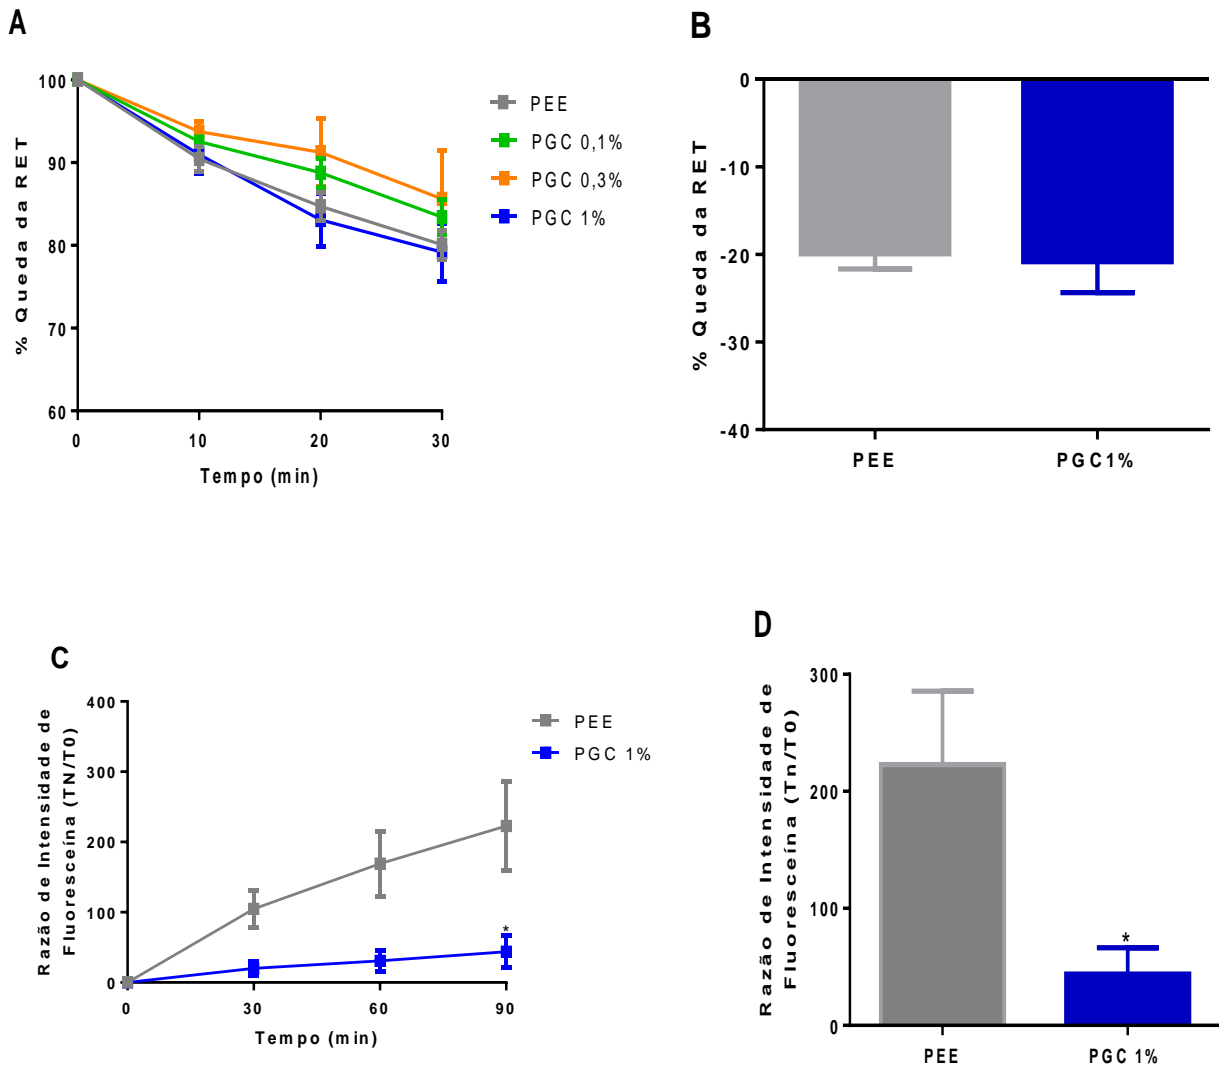 A
% Queda da RET
100
90
80
70
60
0 10 20 30
Tempo (min)
PEE
PGC 0,1%
PGC 0,3%
PGC 1%
B
% Queda da RET
0
-10
-20
-30
-40
PEE PGC1%
C
Razão de Intensidade de
Fluoresceína (TN/T0)
400
300
200
100
0
*
0 30 60 90
Tempo (min)
PEE
PGC 1%
D
Razão de Intensidade de
Fluoresceína (Tn/T0)
300
200
100
0
*
PEE PGC 1%